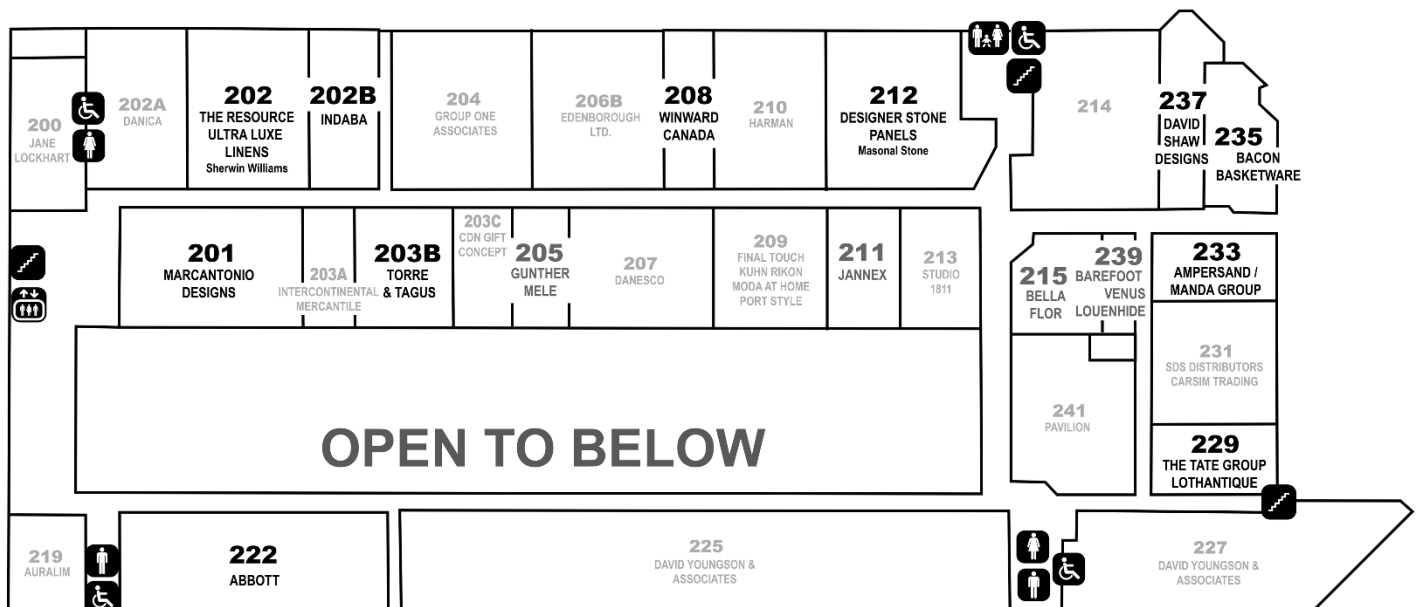 200
JANE
LOCKHART
202A
DANICA
202
THE RESOURCE
ULTRA LUXE
LINENS
Sherwin Williams
202B
INDABA
204
GROUP ONE
ASSOCIATES
206B
EDENBOROUGH
LTD.
208
WINWARD
CANADA
210
HARMAN
212
DESIGNER STONE
PANELS
Masonal Stone
214
237
DAVID
SHAW
DESIGNS
235
BACON
BASKETWARE
201
MARCANTONIO
DESIGNS
203A
INTERCONTINENTAL
MERCANTILE
203B
TORRE
& TAGUS
203C
CDN GIFT
CONCEPT
205
GUNTHER
MELE
207
DANESCO
209
FINAL TOUCH
KUHN RIKON
MODA AT HOME
PORT STYLE
211
JANNEX
213
STUDIO
1811
215
BELLA
FLOR
239
BAREFOOT
VENUS
LOUENHIDE
233
AMPERSAND /
MANDA GROUP
231
SDS DISTRIBUTORS
CARSIM TRADING
241
PAVILION
229
THE TATE GROUP
LOTHANTIQUE
OPEN TO BELOW
219
AURALIM
222
ABBOTT
225
DAVID YOUNGSON &
ASSOCIATES
227
DAVID YOUNGSON &
ASSOCIATES